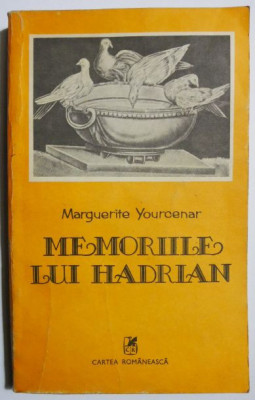 Marguerite Yourcenar
MEMORIILE
LUI HADRIAN
CARTEA ROMÂNEASCĂ